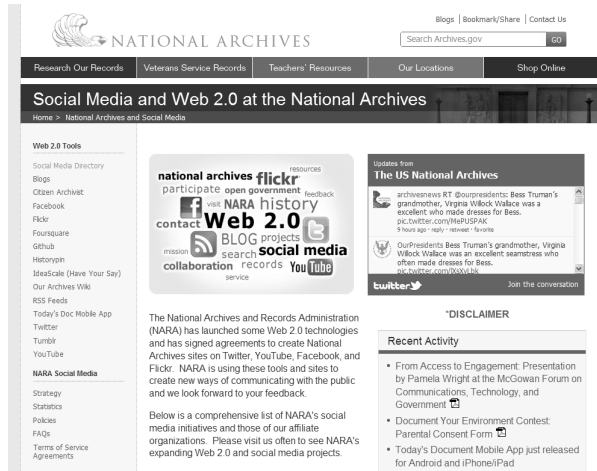 Blogs | Bookmark/Share | Contact Us
NATIONAL ARCHIVES
Search Archives.gov GO
Research Our Records Veterans Service Records Teachers' Resources Our Locations Shop Online
Social Media and Web 2.0 at the National Archives
Home > National Archives and Social Media
Web 2.0 Tools
Social Media Directory
Blogs
Citizen Archivist
Facebook
Flickr
Foursquare
Github
Historypin
IdeaScale (Have Your Say)
Our Archives Wiki
RSS Feeds
Today's Doc Mobile App
Twitter
Tumblr
YouTube
NARA Social Media
Strategy
Statistics
Policies
FAQs
Terms of Service
Agreements
resources
national archives flickr
participate open government feedback
f visit NARA history
contact Web 2.0 t
BLOG projects
mission search social media
collaboration records You Tube
service
The National Archives and Records Administration
(NARA) has launched some Web 2.0 technologies
and has signed agreements to create National
Archives sites on Twitter, YouTube, Facebook, and
Flickr. NARA is using these tools and sites to
create new ways of communicating with the public
and we look forward to your feedback.
Below is a comprehensive list of NARA's social
media initiatives and those of our affiliate
organizations. Please visit us often to see NARA's
expanding Web 2.0 and social media projects.
Updates from
The US National Archives
archivesnews RT @ourpresidents: Bess Truman's
grandmother, Virginia Willock Wallace was a
excellent who made dresses for Bess.
pic.twitter.com/MePUSPAK
9 hours ago · reply · retweet · favorite
OurPresidents Bess Truman's grandmother, Virginia
Willock Wallace was an excellent seamstress who
often made dresses for Bess.
twitter Join the conversation
*DISCLAIMER
Recent Activity
• From Access to Engagement: Presentation
by Pamela Wright at the McGowan Forum on
Communications, Technology, and
Government
• Document Your Environment Contest:
Parental Consent Form
• Today's Document Mobile App just released
for Android and iPhone/iPad